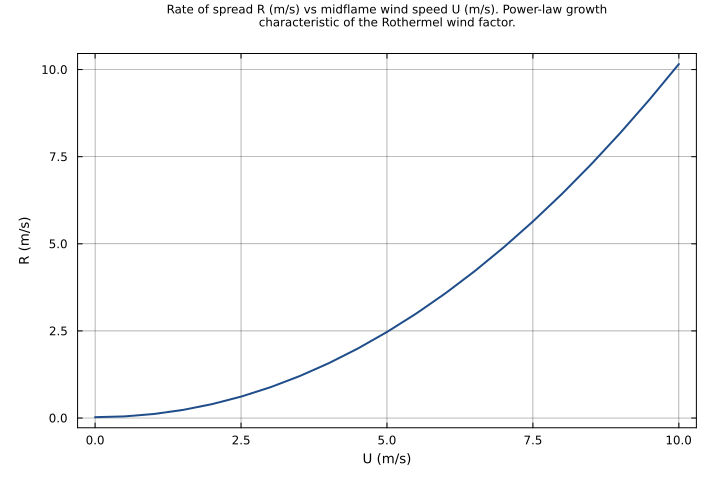 Rate of spread R (m/s) vs midflame wind speed U (m/s). Power-law growth
characteristic of the Rothermel wind factor.
10.0
7.5
5.0
2.5
0.0
R (m/s)
0.0 2.5 5.0 7.5 10.0
U (m/s)